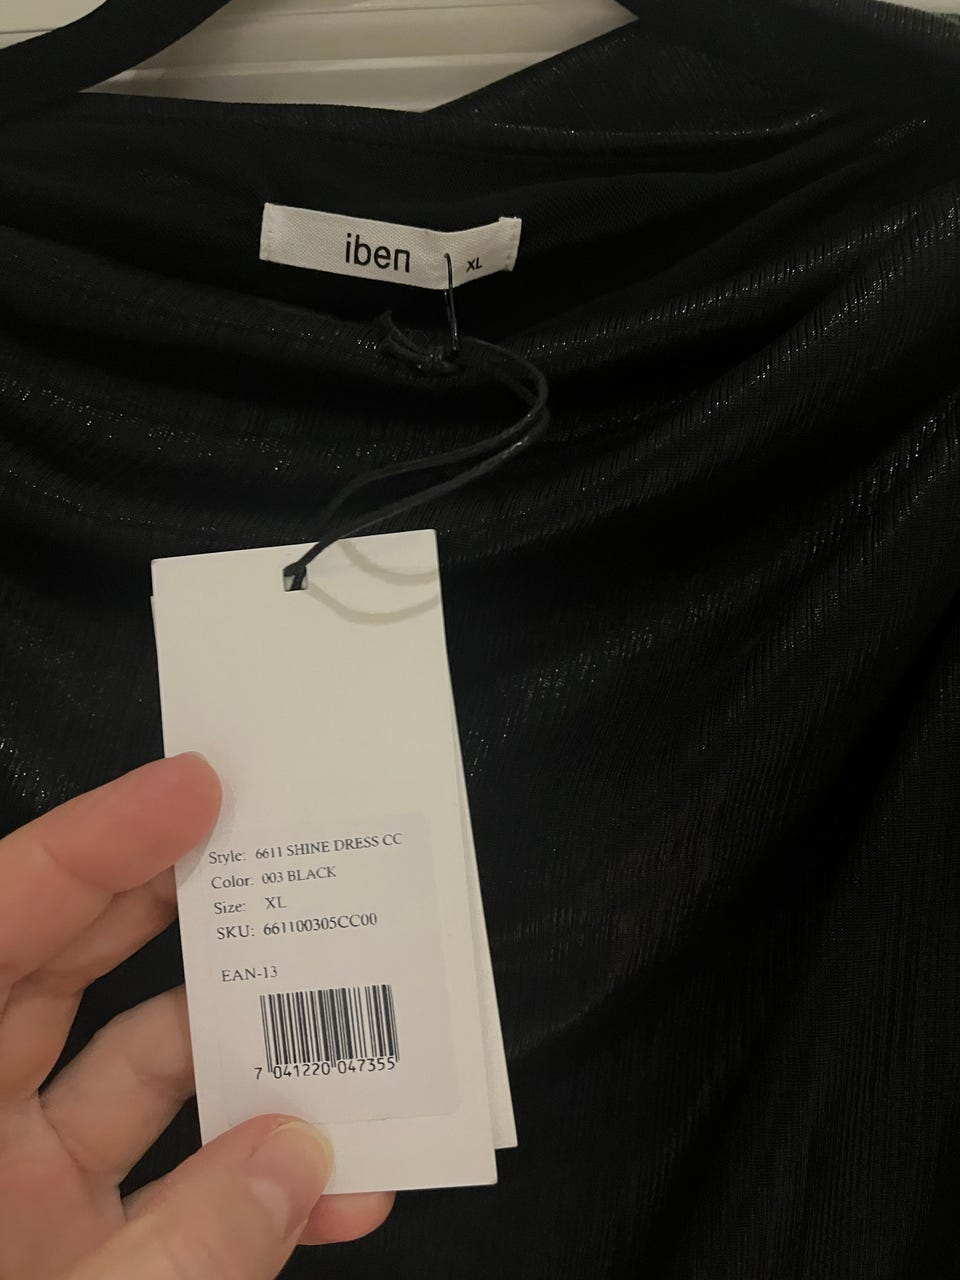 iben
XL
Style: 6611 SHINE DRESS CC
Color: 003 BLACK
Size: XL
SKU: 661100305CC00
EAN-13
7 041220 047355